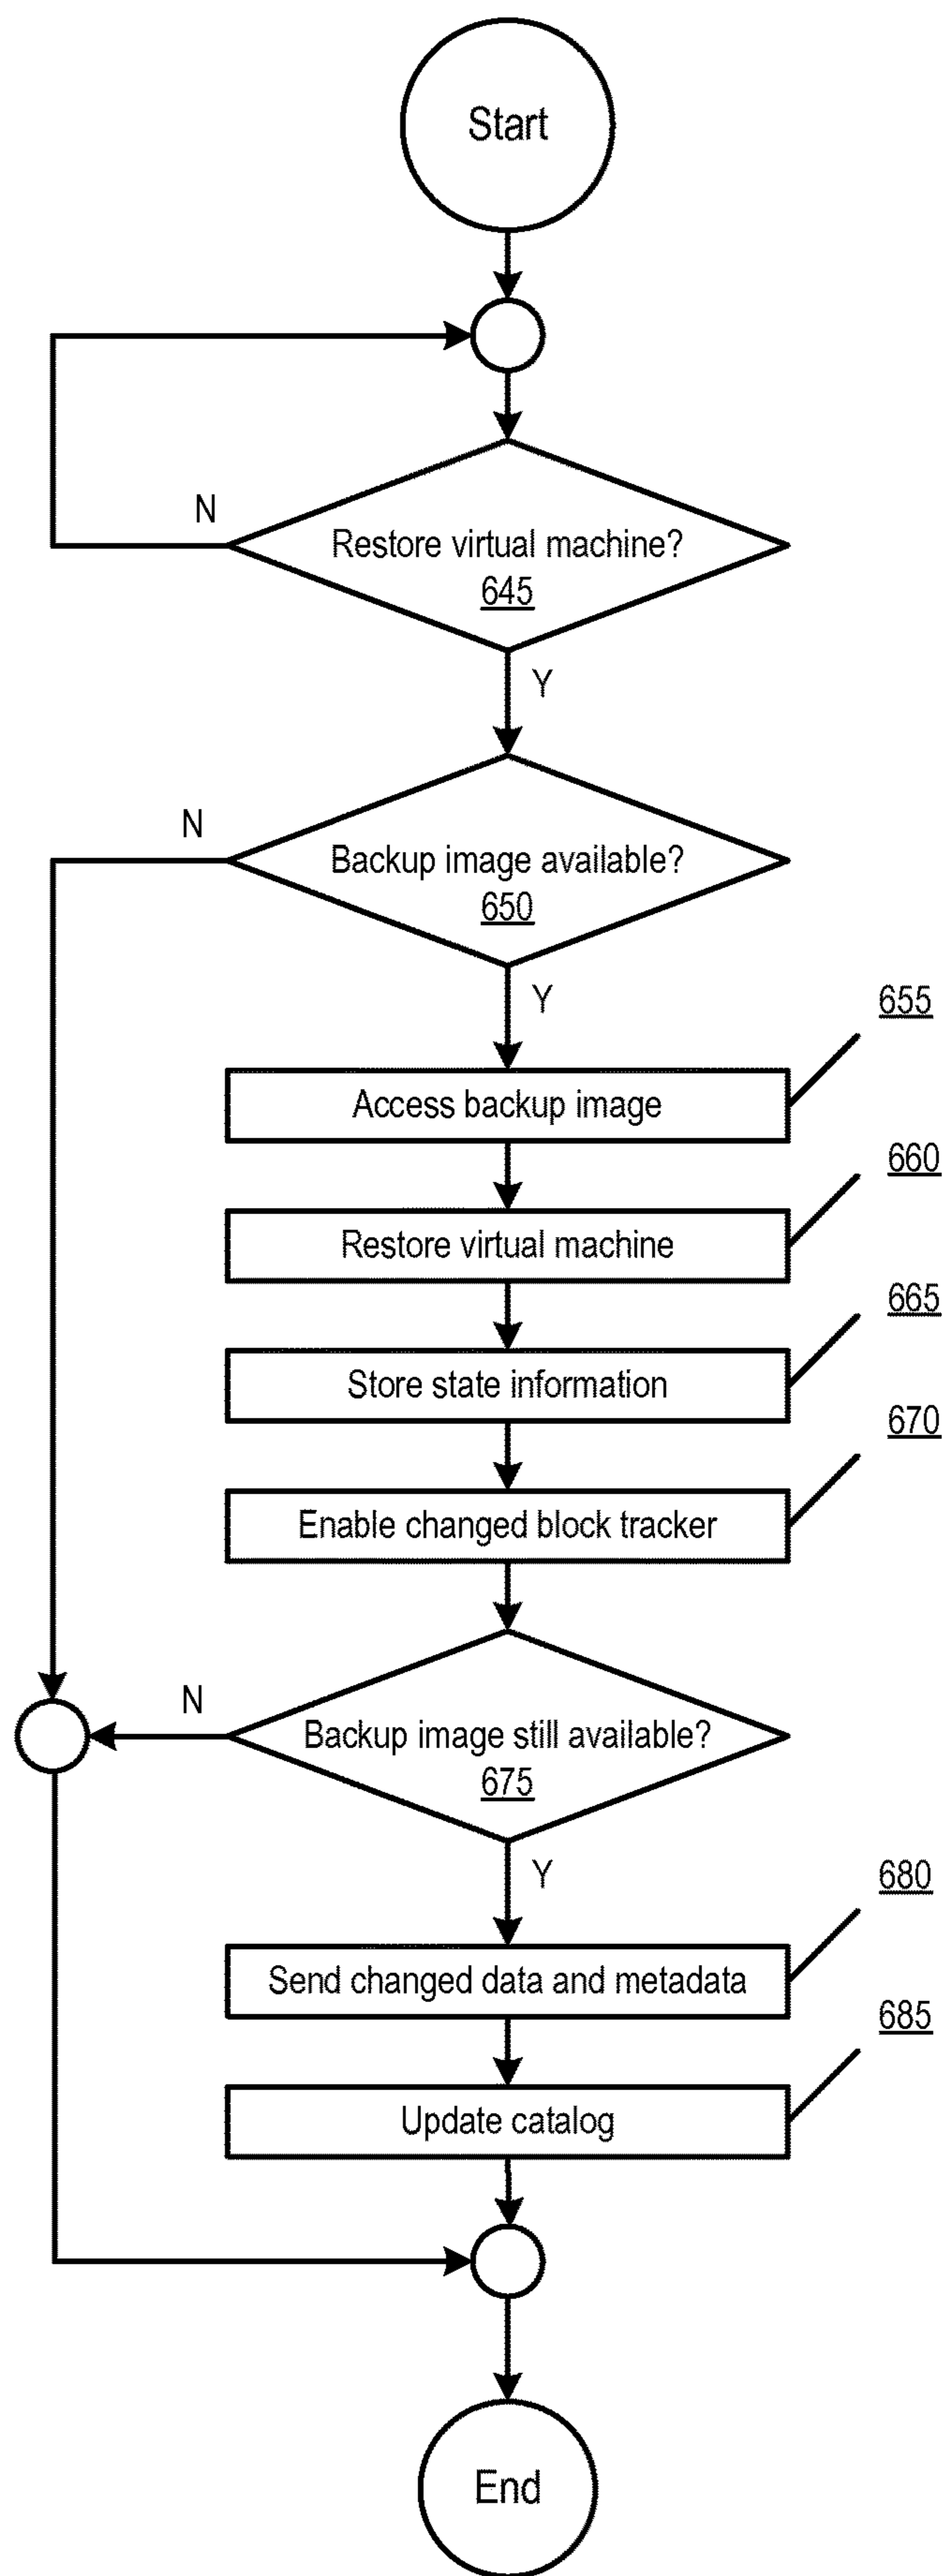 Start
N
Restore virtual machine?
645
Y
N
Backup image available?
650
Y
655
Access backup image
660
Restore virtual machine
665
Store state information
670
Enable changed block tracker
N
Backup image still available?
675
Y
680
Send changed data and metadata
685
Update catalog
End